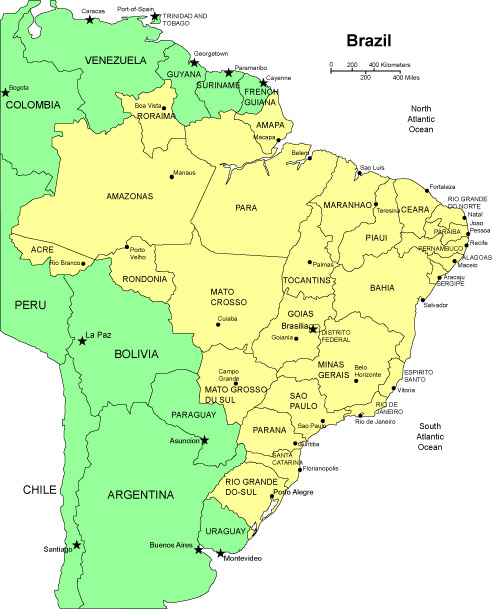 Caracas
Port-of-Spain
TRINIDAD AND
TOBAGO
Brazil
VENEZUELA
Georgetown
0 200 400 Kilometers
0 200 400 Miles
GUYANA
Paramaribo
SURINAME
Cayenne
FRENCH
GUIANA
Bogota
COLOMBIA
Boa Vista
RORAIMA
North
Atlantic
Ocean
AMAPA
Macapa
Belem
Sao Luis
Manaus
Fortaleza
AMAZONAS
PARA
MARANHAO
Teresina
CEARA
RIO GRANDE
DO NORTE
Natal
Joao
Pessoa
PARAIBA
PIAUI
Recife
PERNAMBUCO
ACRE
Rio Branco
Porto
Velho
ALAGOAS
Maceio
RONDONIA
Palmas
TOCANTINS
Aracaju
SERGIPE
BAHIA
MATO
CROSSO
Salvador
PERU
GOIAS
Cuiaba
Brasilia
DISTRITO
FEDERAL
Goiania
La Paz
BOLIVIA
MINAS
GERAIS
Belo
Horizonte
ESPIRITO
SANTO
Campo
Grande
MATO GROSSO
DU SUL
Vitoria
SAO
PAULO
RIO DE
JANEIRO
Rio de Janeiro
PARAGUAY
Sao Paulo
South
Atlantic
Ocean
PARANA
Asuncion
Curitiba
SANTA
CATARINA
Florianopolis
CHILE
ARGENTINA
RIO GRANDE
DO-SUL
Porto Alegre
URAGUAY
Santiago
Buenos Aires
Montevideo